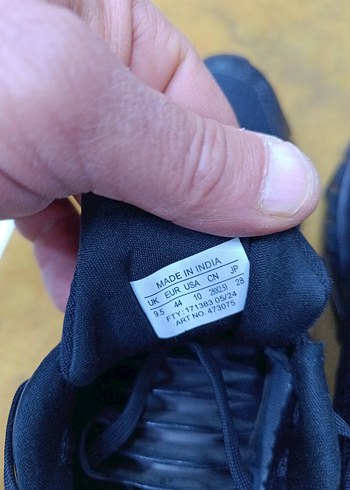 MADE IN INDIA
UK EUR USA CN JP
9.5 44 10 280(2.5) 28
FTY: 171383 05/24
ART NO. 473075